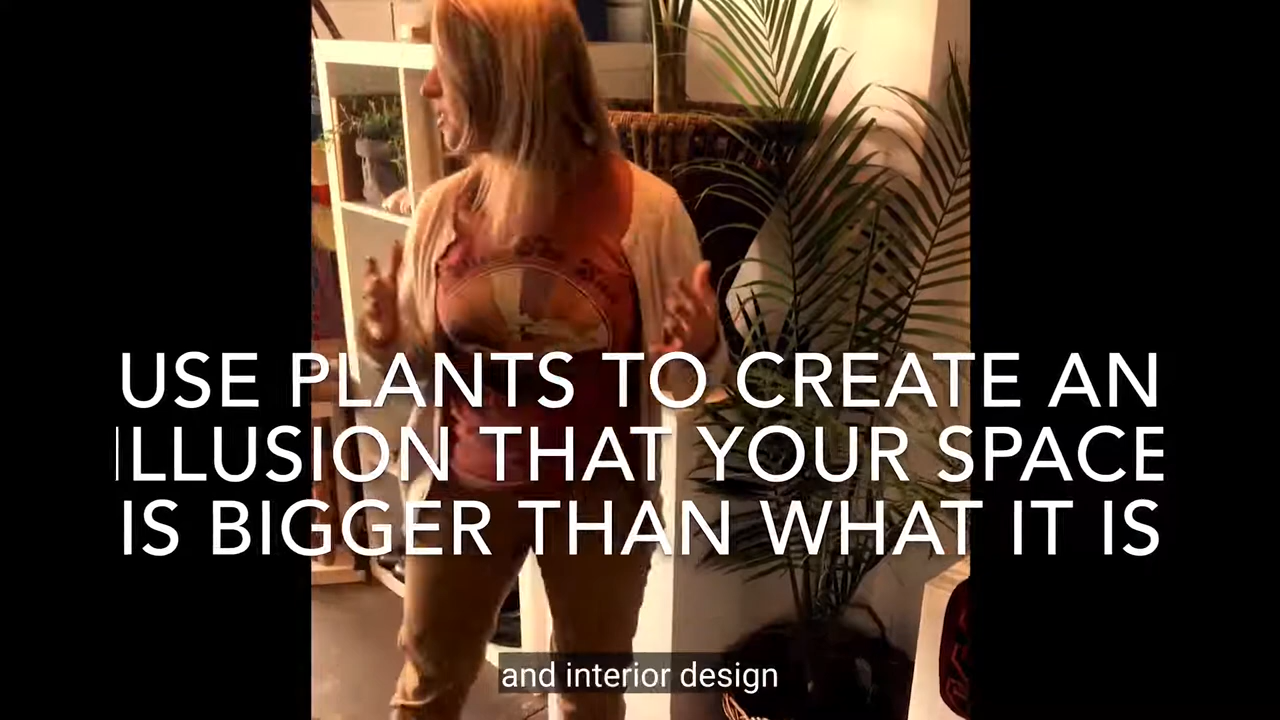 USE PLANTS TO CREATE AN
ILLUSION THAT YOUR SPACE
IS BIGGER THAN WHAT IT IS
and interior design